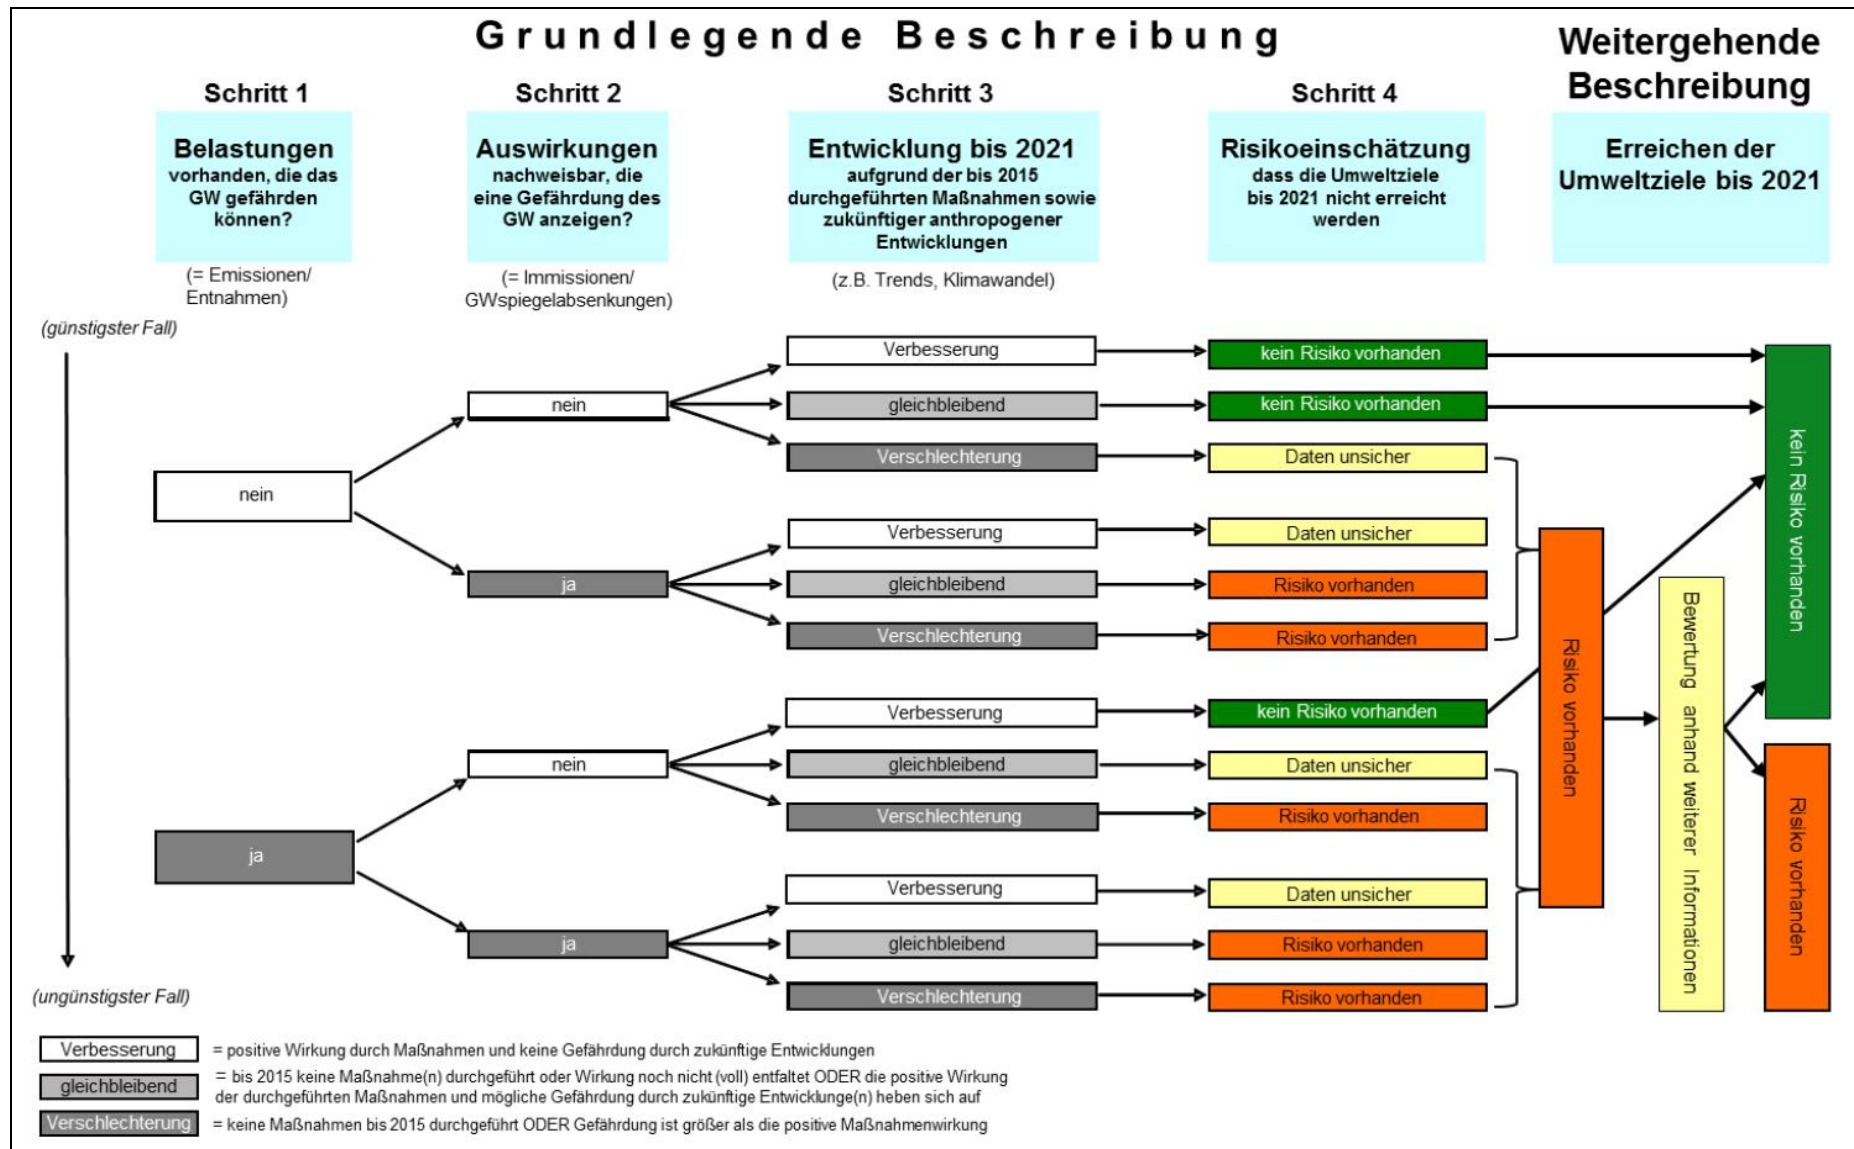 Grundlegende Beschreibung
Weitergehende
Beschreibung
Schritt 1
Schritt 2
Schritt 3
Schritt 4
Belastungen
vorhanden, die das
GW gefährden
können?
Auswirkungen
nachweisbar, die
eine Gefährdung des
GW anzeigen?
Entwicklung bis 2021
aufgrund der bis 2015
durchgeführten Maßnahmen sowie
zukünftiger anthropogener
Entwicklungen
Risikoeinschätzung
dass die Umweltziele
bis 2021 nicht erreicht
werden
Erreichen der
Umweltziele bis 2021
(= Emissionen/
Entnahmen)
(= Immissionen/
GWspiegelabsenkungen)
(z.B. Trends, Klimawandel)
(günstigster Fall)
nein
nein
Verbesserung
kein Risiko vorhanden
gleichbleibend
kein Risiko vorhanden
Verschlechterung
Daten unsicher
ja
Verbesserung
Daten unsicher
gleichbleibend
Risiko vorhanden
Verschlechterung
Risiko vorhanden
ja
nein
Verbesserung
kein Risiko vorhanden
gleichbleibend
Daten unsicher
Verschlechterung
Risiko vorhanden
ja
Verbesserung
Daten unsicher
gleichbleibend
Risiko vorhanden
Verschlechterung
Risiko vorhanden
Risiko vorhanden
Bewertung anhand weiterer Informationen
kein Risiko vorhanden
Risiko vorhanden
(ungünstigster Fall)
Verbesserung
= positive Wirkung durch Maßnahmen und keine Gefährdung durch zukünftige Entwicklungen
gleichbleibend
= bis 2015 keine Maßnahme(n) durchgeführt oder Wirkung noch nicht (voll) entfaltet ODER die positive Wirkung
der durchgeführten Maßnahmen und mögliche Gefährdung durch zukünftige Entwicklunge(n) heben sich auf
Verschlechterung
= keine Maßnahmen bis 2015 durchgeführt ODER Gefährdung ist größer als die positive Maßnahmenwirkung